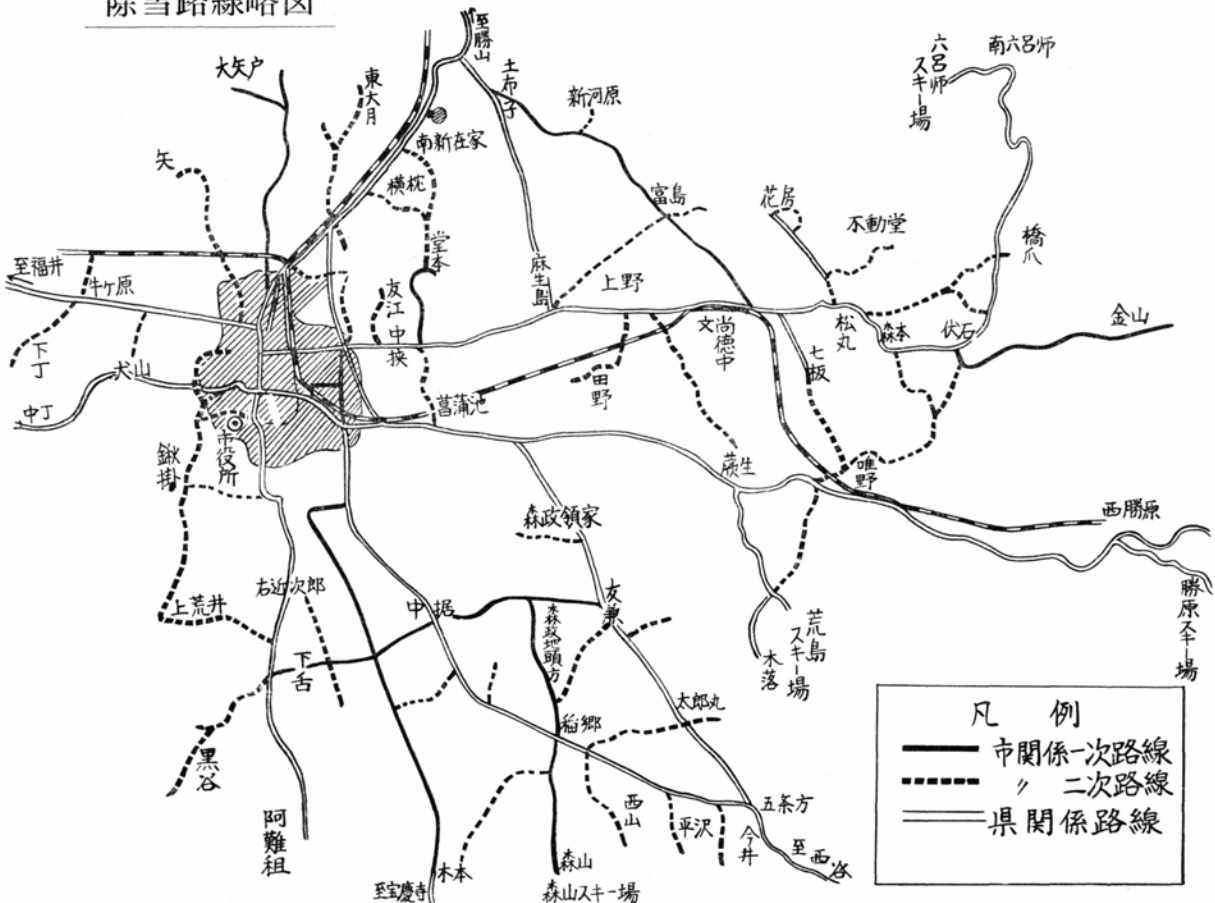 除雪路線略図
至勝山
大矢戸
東大月
土布子
新河原
六呂師スキー場
南六呂師
南新在家
矢
横枕
堂本
富島
花房
不動堂
橋爪
至福井
牛ケ原
友江
中挾
麻生島
上野
松丸
森本
伏石
金山
下丁
犬山
中丁
文
尚徳中
七板
田野
菖蒲池
市役所
鍬掛
蕨生
唯野
西勝原
勝原スキー場
森政領家
右近次郎
上荒井
中据
友兼
森政地頭方
荒島スキー場
木落
下舌
黒谷
太郎丸
稲郷
西山
平沢
五条方
今井
至西谷
阿難祖
木本
至宝慶寺
森山
森山スキー場
凡例
市関係一次路線
〃 二次路線
県関係路線